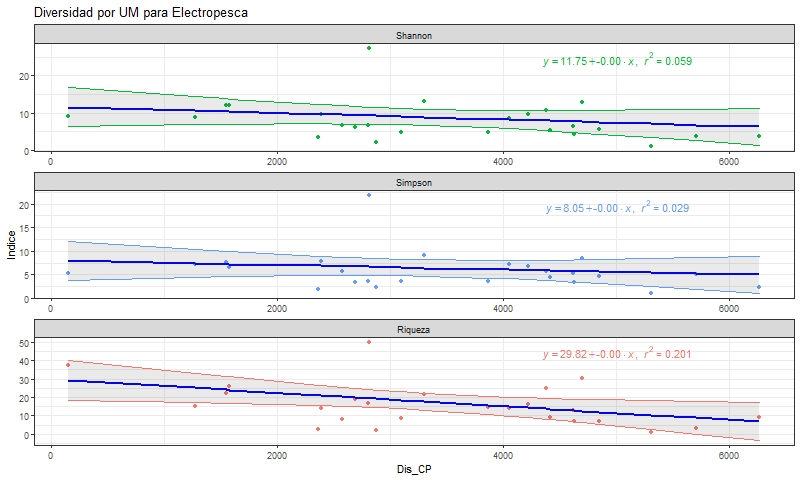 Diversidad por UM para Electropesca
Shannon
y = 11.75+-0.00 · x, r² = 0.059
20
10
0
0 2000 4000 6000
Simpson
y = 8.05+-0.00 · x, r² = 0.029
20
15
10
5
0
0 2000 4000 6000
Indice
Riqueza
y = 29.82+-0.00 · x, r² = 0.201
50
40
30
20
10
0
0 2000 4000 6000
Dis_CP